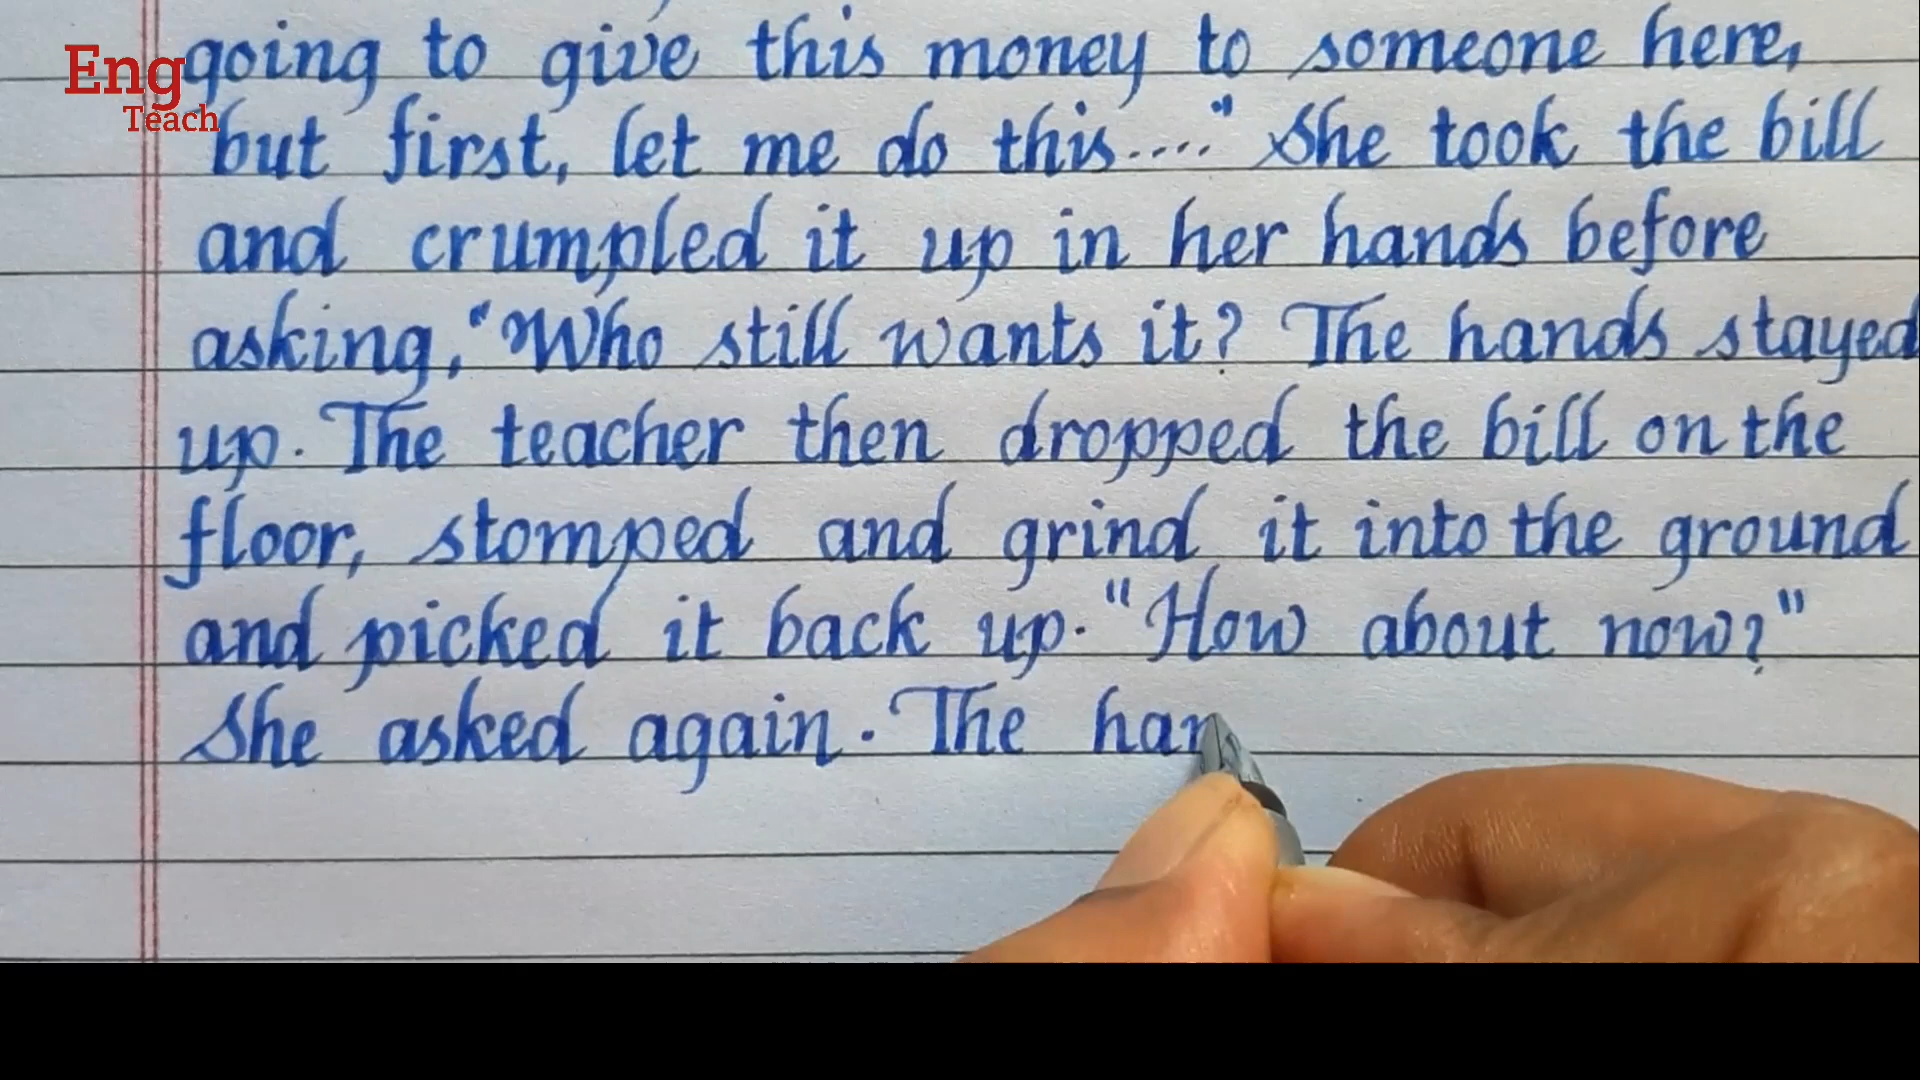 Eng
Teach
going to give this money to someone here,
but first, let me do this...." She took the bill
and crumpled it up in her hands before
asking, "Who still wants it? The hands stayed
up. The teacher then dropped the bill on the
floor, stomped and grind it into the ground
and picked it back up. "How about now?"
She asked again. The han